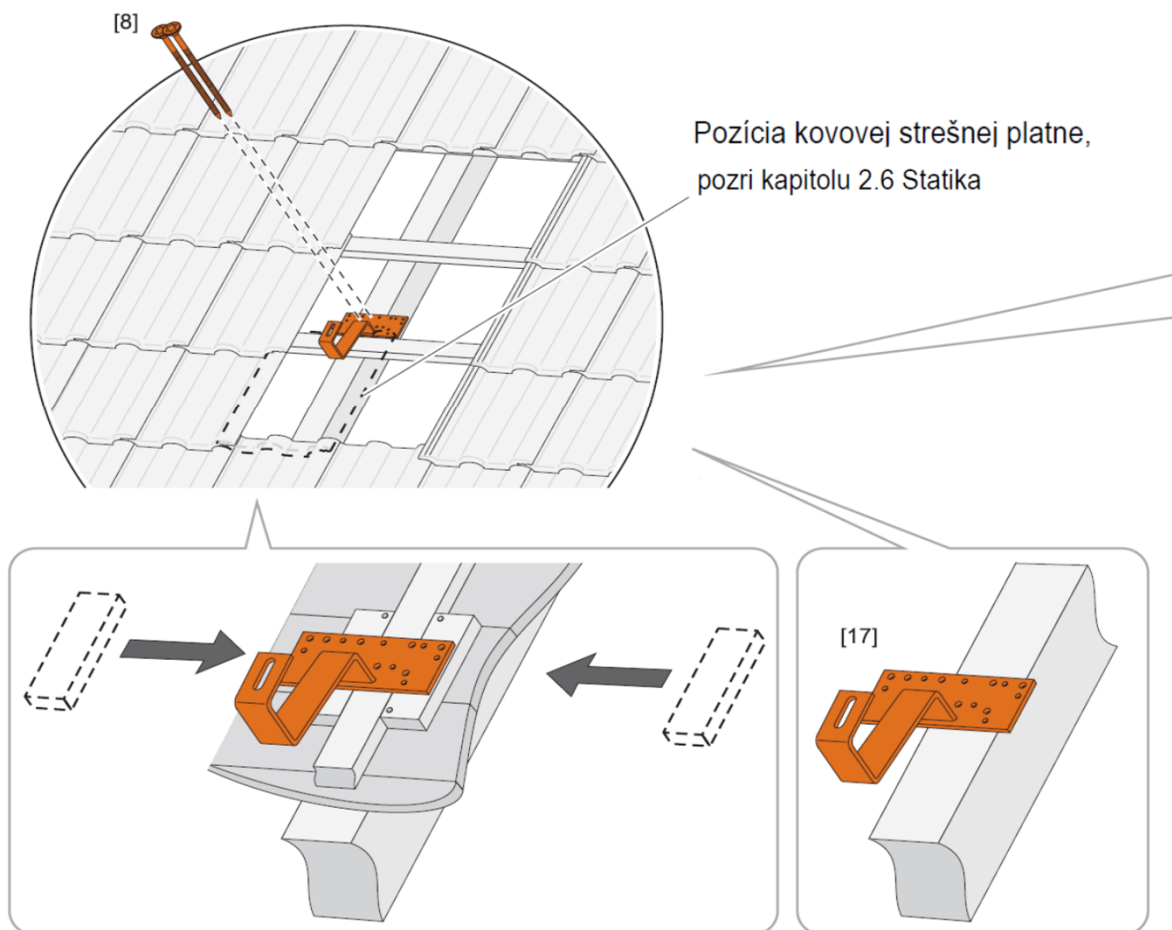 [8]
Pozícia kovovej strešnej platne,
pozri kapitolu 2.6 Statika
[17]